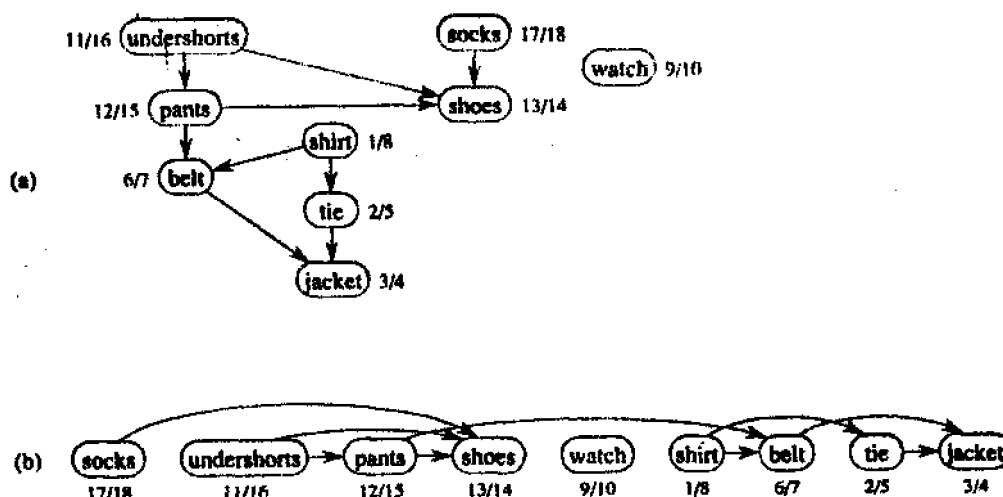 11/16 undershorts
socks 17/18
watch 9/10
12/15 pants
shoes 13/14
shirt 1/8
(a)
6/7 belt
tie 2/5
jacket 3/4
(b) socks undershorts pants shoes watch shirt belt tie jacket
17/18 11/16 12/15 13/14 9/10 1/8 6/7 2/5 3/4